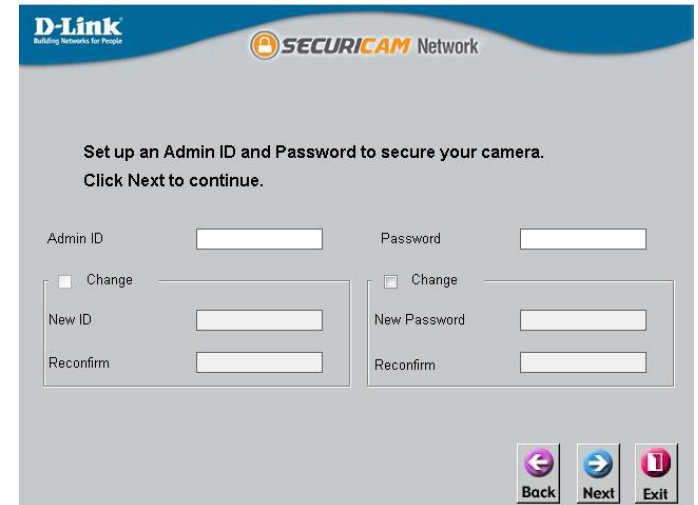 D-Link
Building Networks for People
SECURICAM Network
Set up an Admin ID and Password to secure your camera.
Click Next to continue.
Admin ID
Password
Change
Change
New ID
New Password
Reconfirm
Reconfirm
Back
Next
Exit